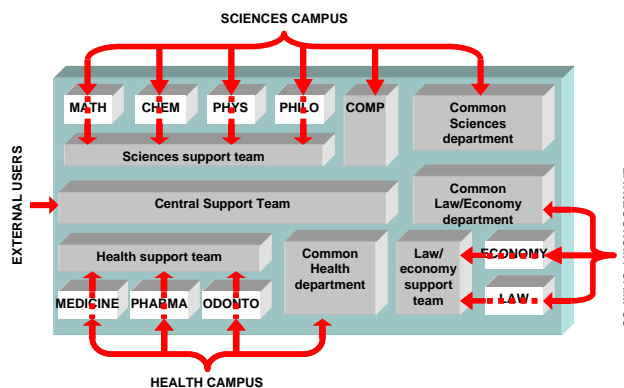 SCIENCES CAMPUS
MATH
CHEM
PHYS
PHILO
COMP
Common
Sciences
department
Sciences support team
EXTERNAL USERS
Central Support Team
Common
Law/Economy
department
Health support team
Common
Health
department
Law/
economy
support
team
ECONOMY
LAW
MEDICINE
PHARMA
ODONTO
HEALTH CAMPUS